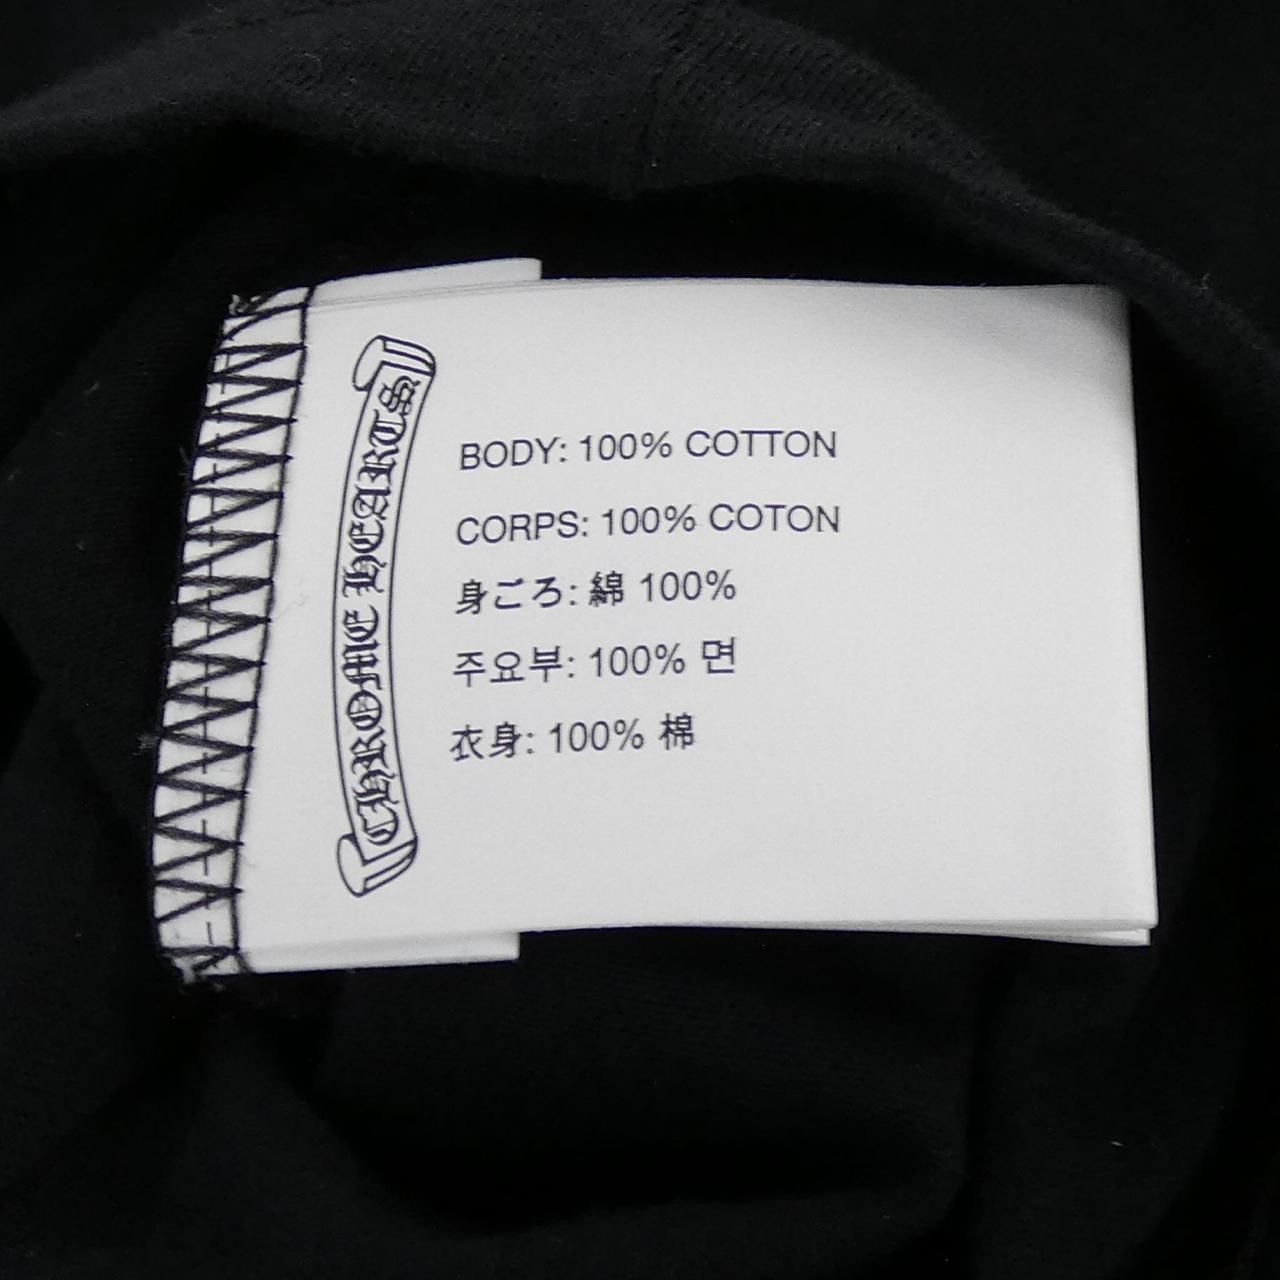 CHROME HEARTS
BODY: 100% COTTON
CORPS: 100% COTON
身ごろ: 綿 100%
주요부: 100% 면
衣身: 100% 棉